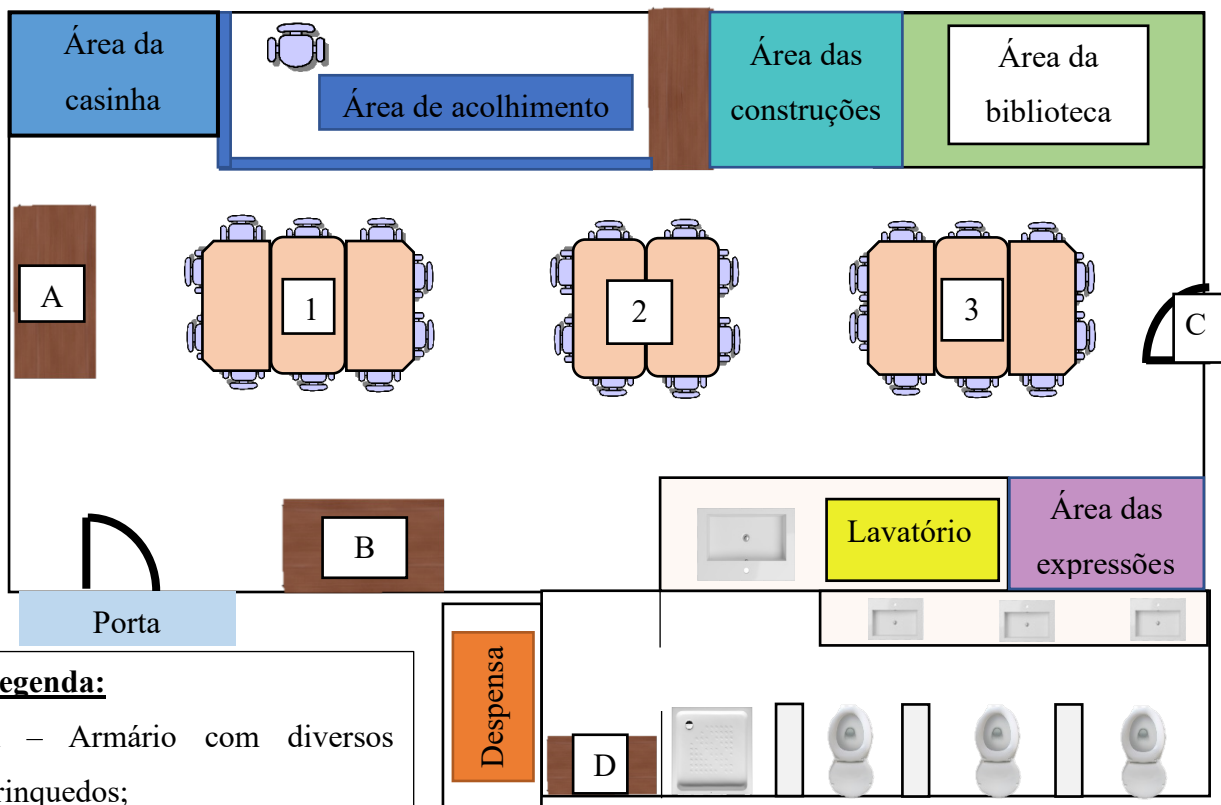 Área da
casinha
Área de acolhimento
Área das
construções
Área da
biblioteca
A
1
2
3
C
B
Lavatório
Área das
expressões
Porta
Despensa
D
egenda:
– Armário com diversos
rinquedos;